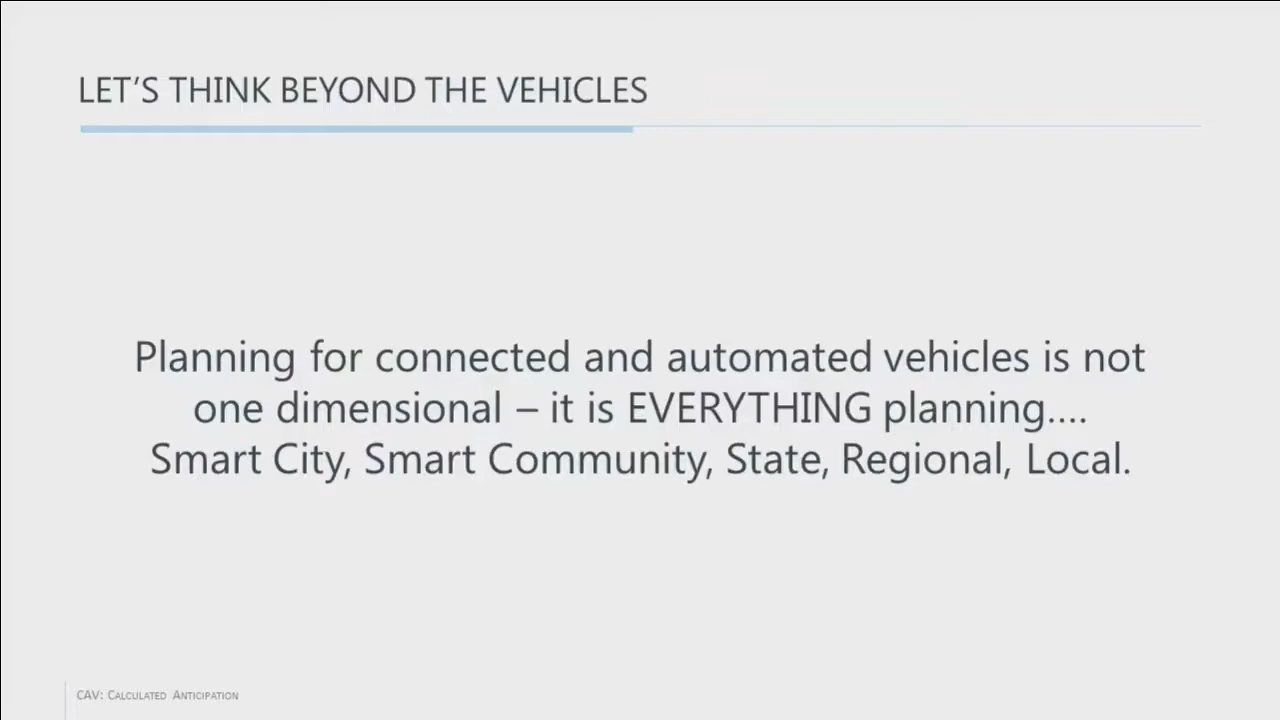 LET’S THINK BEYOND THE VEHICLES
Planning for connected and automated vehicles is not
one dimensional – it is EVERYTHING planning....
Smart City, Smart Community, State, Regional, Local.
CAV: CALCULATED ANTICIPATION